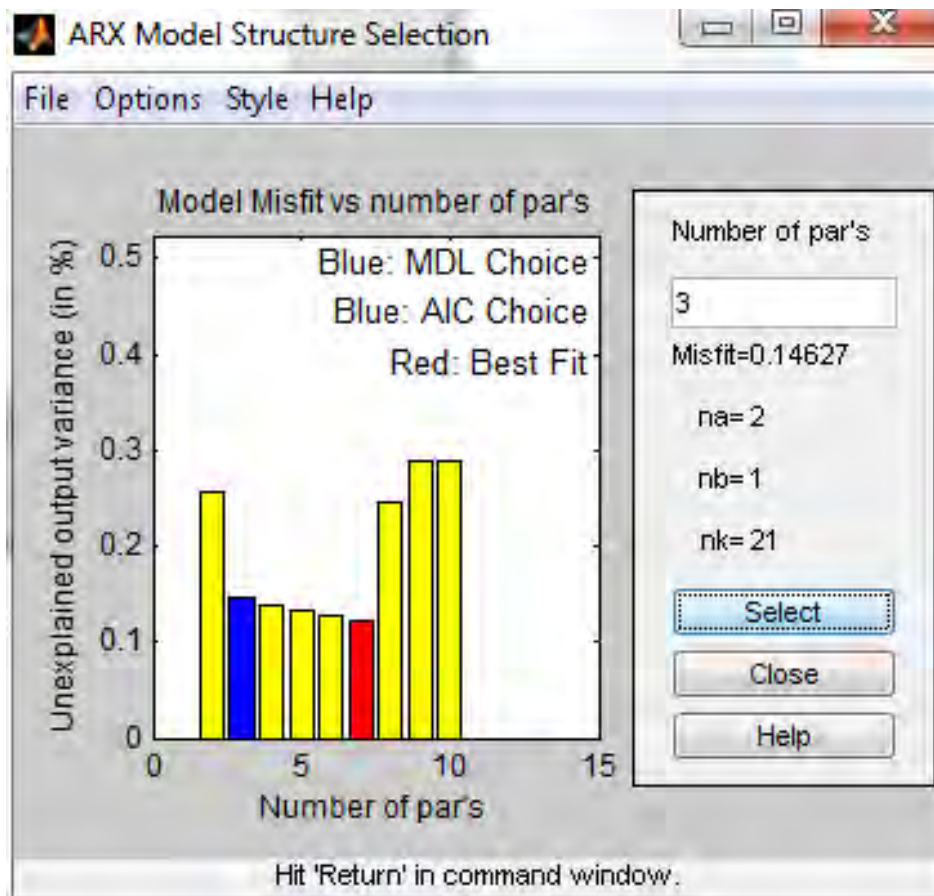 ARX Model Structure Selection
File Options Style Help
Model Misfit vs number of par's
Unexplained output variance (in %)
0.5
0.4
0.3
0.2
0.1
0
Blue: MDL Choice
Blue: AIC Choice
Red: Best Fit
0 5 10 15
Number of par's
Number of par's
3
Misfit=0.14627
na= 2
nb= 1
nk= 21
Select
Close
Help
Hit 'Return' in command window.